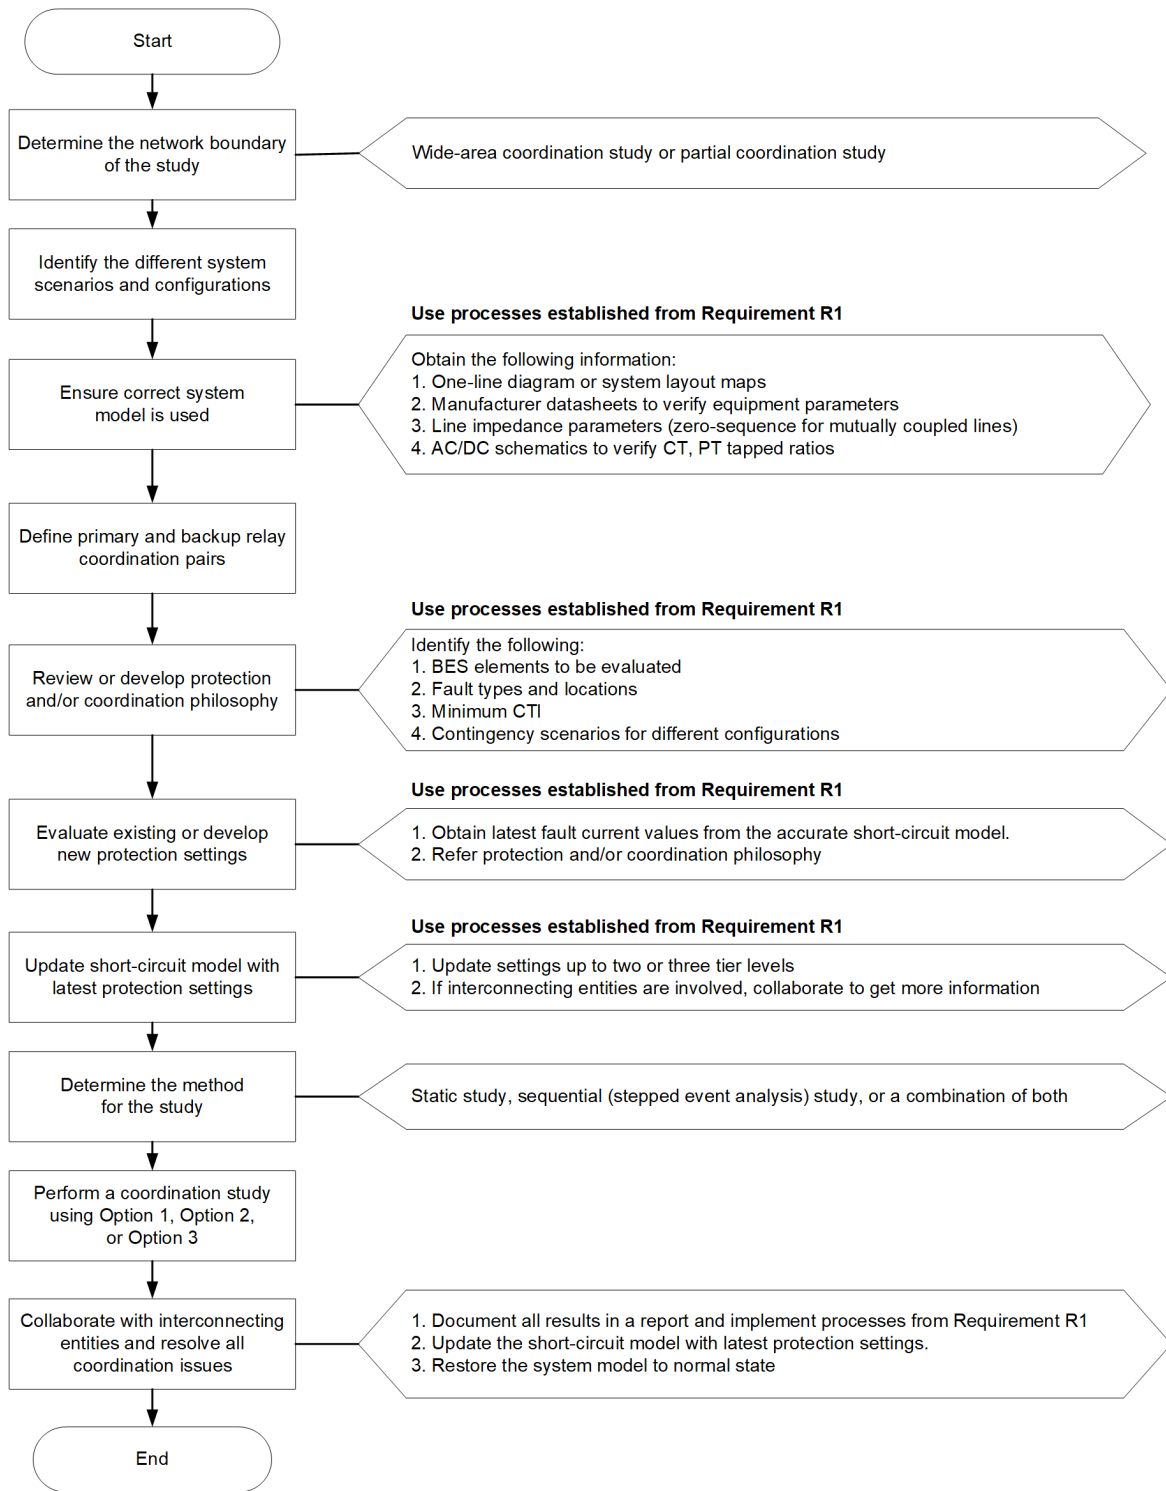 Start
Determine the network boundary
of the study
Wide-area coordination study or partial coordination study
Identify the different system
scenarios and configurations
Use processes established from Requirement R1
Ensure correct system
model is used
Obtain the following information:
1. One-line diagram or system layout maps
2. Manufacturer datasheets to verify equipment parameters
3. Line impedance parameters (zero-sequence for mutually coupled lines)
4. AC/DC schematics to verify CT, PT tapped ratios
Define primary and backup relay
coordination pairs
Use processes established from Requirement R1
Review or develop protection
and/or coordination philosophy
Identify the following:
1. BES elements to be evaluated
2. Fault types and locations
3. Minimum CTI
4. Contingency scenarios for different configurations
Use processes established from Requirement R1
Evaluate existing or develop
new protection settings
1. Obtain latest fault current values from the accurate short-circuit model.
2. Refer protection and/or coordination philosophy
Use processes established from Requirement R1
Update short-circuit model with
latest protection settings
1. Update settings up to two or three tier levels
2. If interconnecting entities are involved, collaborate to get more information
Determine the method
for the study
Static study, sequential (stepped event analysis) study, or a combination of both
Perform a coordination study
using Option 1, Option 2,
or Option 3
Collaborate with interconnecting
entities and resolve all
coordination issues
1. Document all results in a report and implement processes from Requirement R1
2. Update the short-circuit model with latest protection settings.
3. Restore the system model to normal state
End